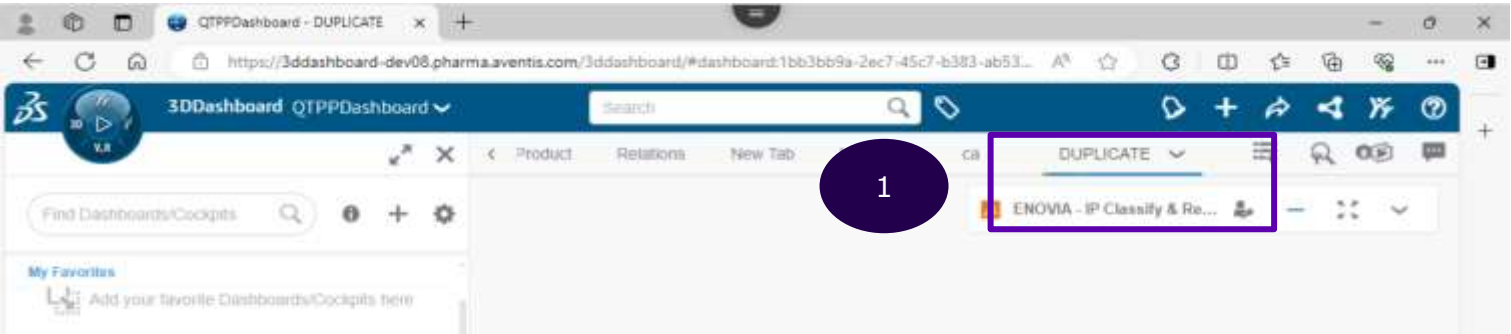 QTPPDashboard - DUPLICATE
https://3ddashboard-dev08.pharma.aventis.com/3ddashboard/#dashboard:1bb3bb9a-2ec7-45c7-b383-ab53...
3DDashboard QTPPDashboard
Search
3D
V.R
Product Relations New Tab ca DUPLICATE
1
Find Dashboards/Cockpits
ENOVIA - IP Classify & Re...
My Favorites
Add your favorite Dashboards/Cockpits here